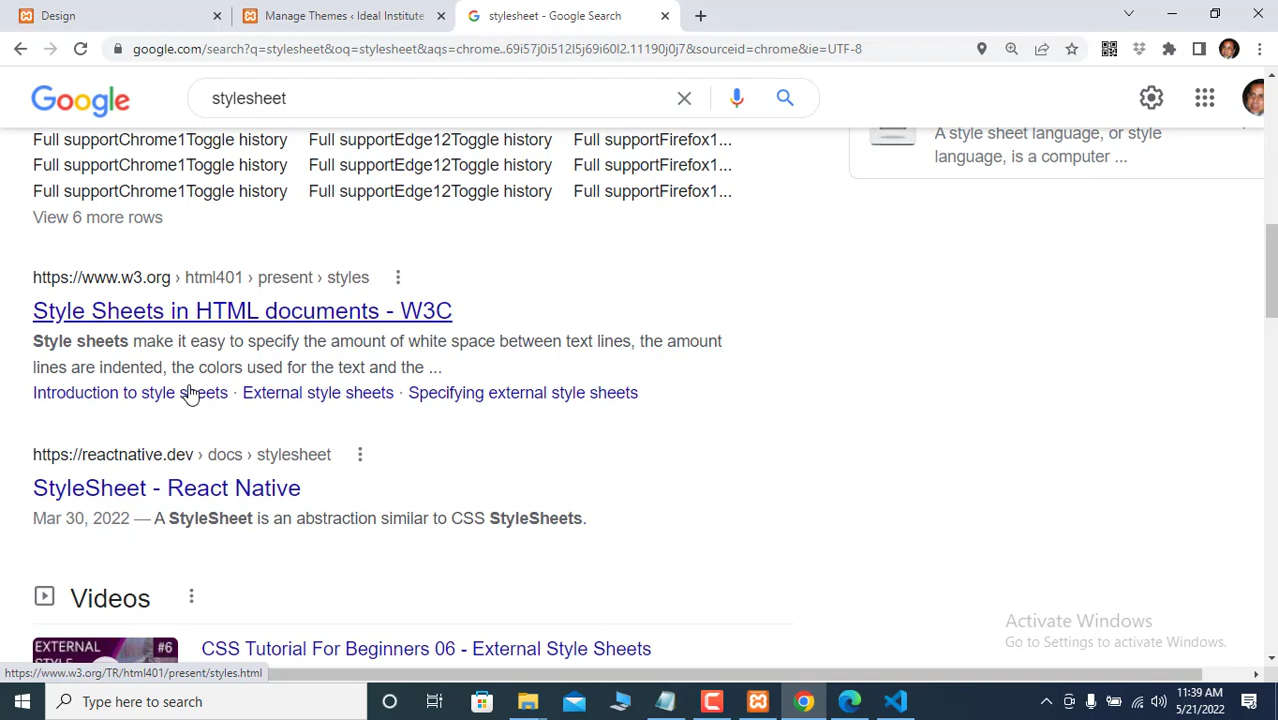 Design
Manage Themes ‹ Ideal Institute
stylesheet - Google Search
google.com/search?q=stylesheet&oq=stylesheet&aqs=chrome..69i57j0i512l5j69i60l2.11190j0j7&sourceid=chrome&ie=UTF-8
Google
stylesheet
Full supportChrome1Toggle history Full supportEdge12Toggle history Full supportFirefox1...
Full supportChrome1Toggle history Full supportEdge12Toggle history Full supportFirefox1...
Full supportChrome1Toggle history Full supportEdge12Toggle history Full supportFirefox1...
View 6 more rows
A style sheet language, or style
language, is a computer ...
https://www.w3.org › html401 › present › styles
Style Sheets in HTML documents - W3C
Style sheets make it easy to specify the amount of white space between text lines, the amount
lines are indented, the colors used for the text and the ...
Introduction to style sheets · External style sheets · Specifying external style sheets
https://reactnative.dev › docs › stylesheet
StyleSheet - React Native
Mar 30, 2022 — A StyleSheet is an abstraction similar to CSS StyleSheets.
Videos
EXTERNAL #6
STYLE
CSS Tutorial For Beginners 06 - External Style Sheets
Activate Windows
Go to Settings to activate Windows.
https://www.w3.org/TR/html401/present/styles.html
Type here to search
11:39 AM
5/21/2022